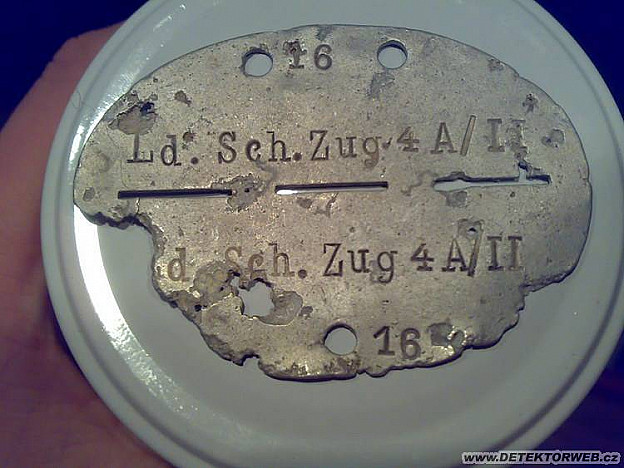 16
Ld. Sch. Zug 4 A/II
d. Sch. Zug 4 A/II
16
www.DETEKTORWEB.cz